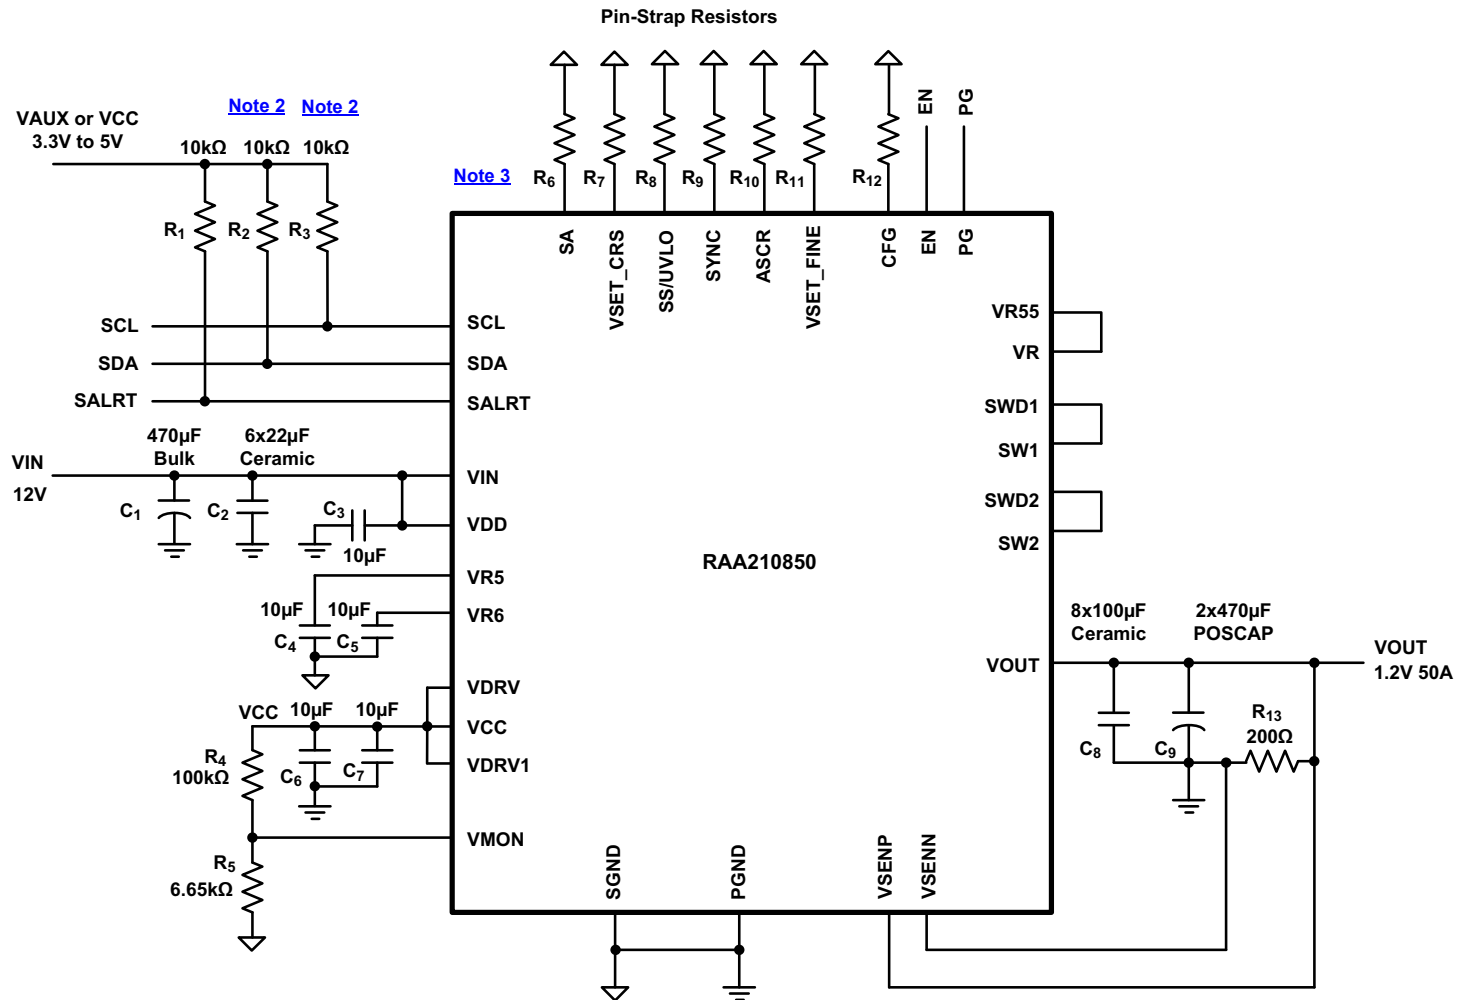 Pin-Strap Resistors
VAUX or VCC
3.3V to 5V
Note 2
Note 2
10kΩ
10kΩ
10kΩ
R1
R2
R3
Note 3
R6
R7
R8
R9
R10
R11
R12
EN
PG
SA
VSET_CRS
SS/UVLO
SYNC
ASCR
VSET_FINE
CFG
EN
PG
SCL
SDA
SALRT
SCL
SDA
SALRT
VIN
12V
470µF
Bulk
6x22µF
Ceramic
C1
C2
C3
10µF
VIN
VDD
VR5
VR6
10µF
10µF
C4
C5
VDRV
VCC
VDRV1
VCC
10µF
10µF
R4
100kΩ
C6
C7
VMON
R5
6.65kΩ
RAA210850
VR55
VR
SWD1
SW1
SWD2
SW2
VOUT
8x100µF
Ceramic
2x470µF
POSCAP
VOUT
1.2V 50A
C8
C9
R13
200Ω
SGND
PGND
VSENP
VSENN